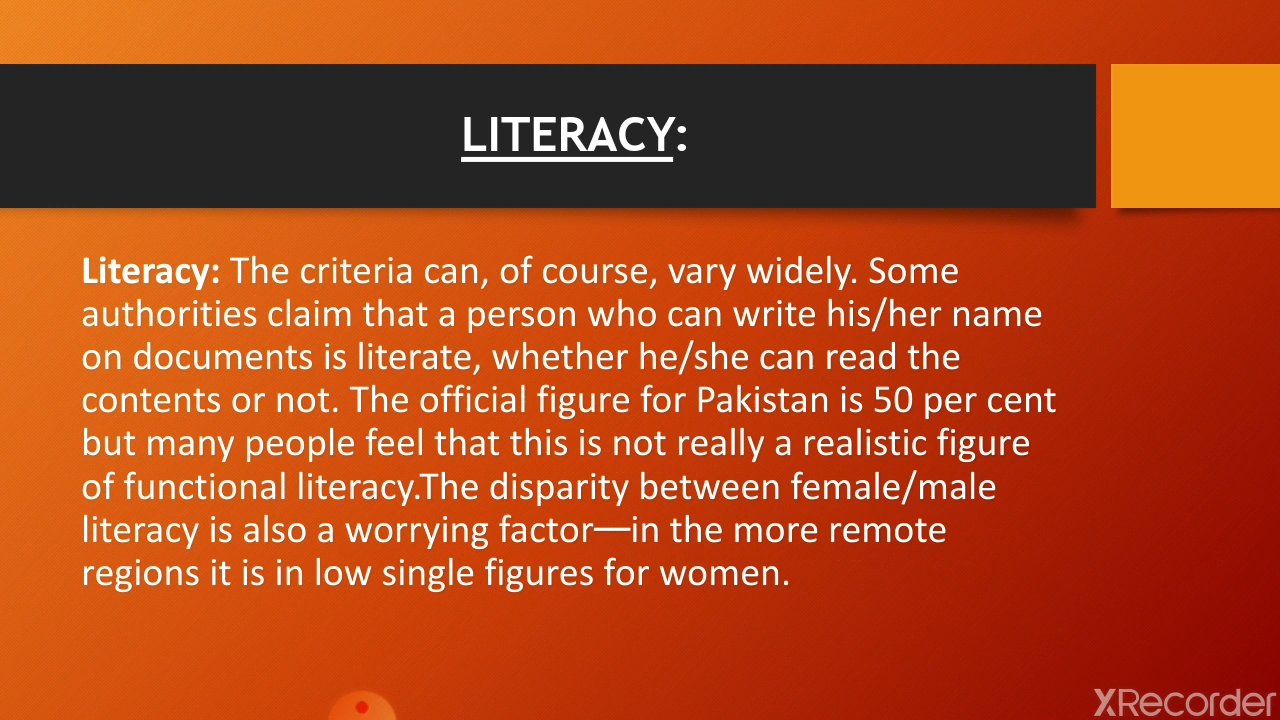 LITERACY:
Literacy: The criteria can, of course, vary widely. Some
authorities claim that a person who can write his/her name
on documents is literate, whether he/she can read the
contents or not. The official figure for Pakistan is 50 per cent
but many people feel that this is not really a realistic figure
of functional literacy.The disparity between female/male
literacy is also a worrying factor—in the more remote
regions it is in low single figures for women.
XRecorder